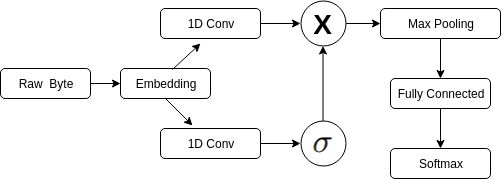 1D Conv
X
Max Pooling
Raw Byte
Embedding
Fully Connected
1D Conv
σ
Softmax